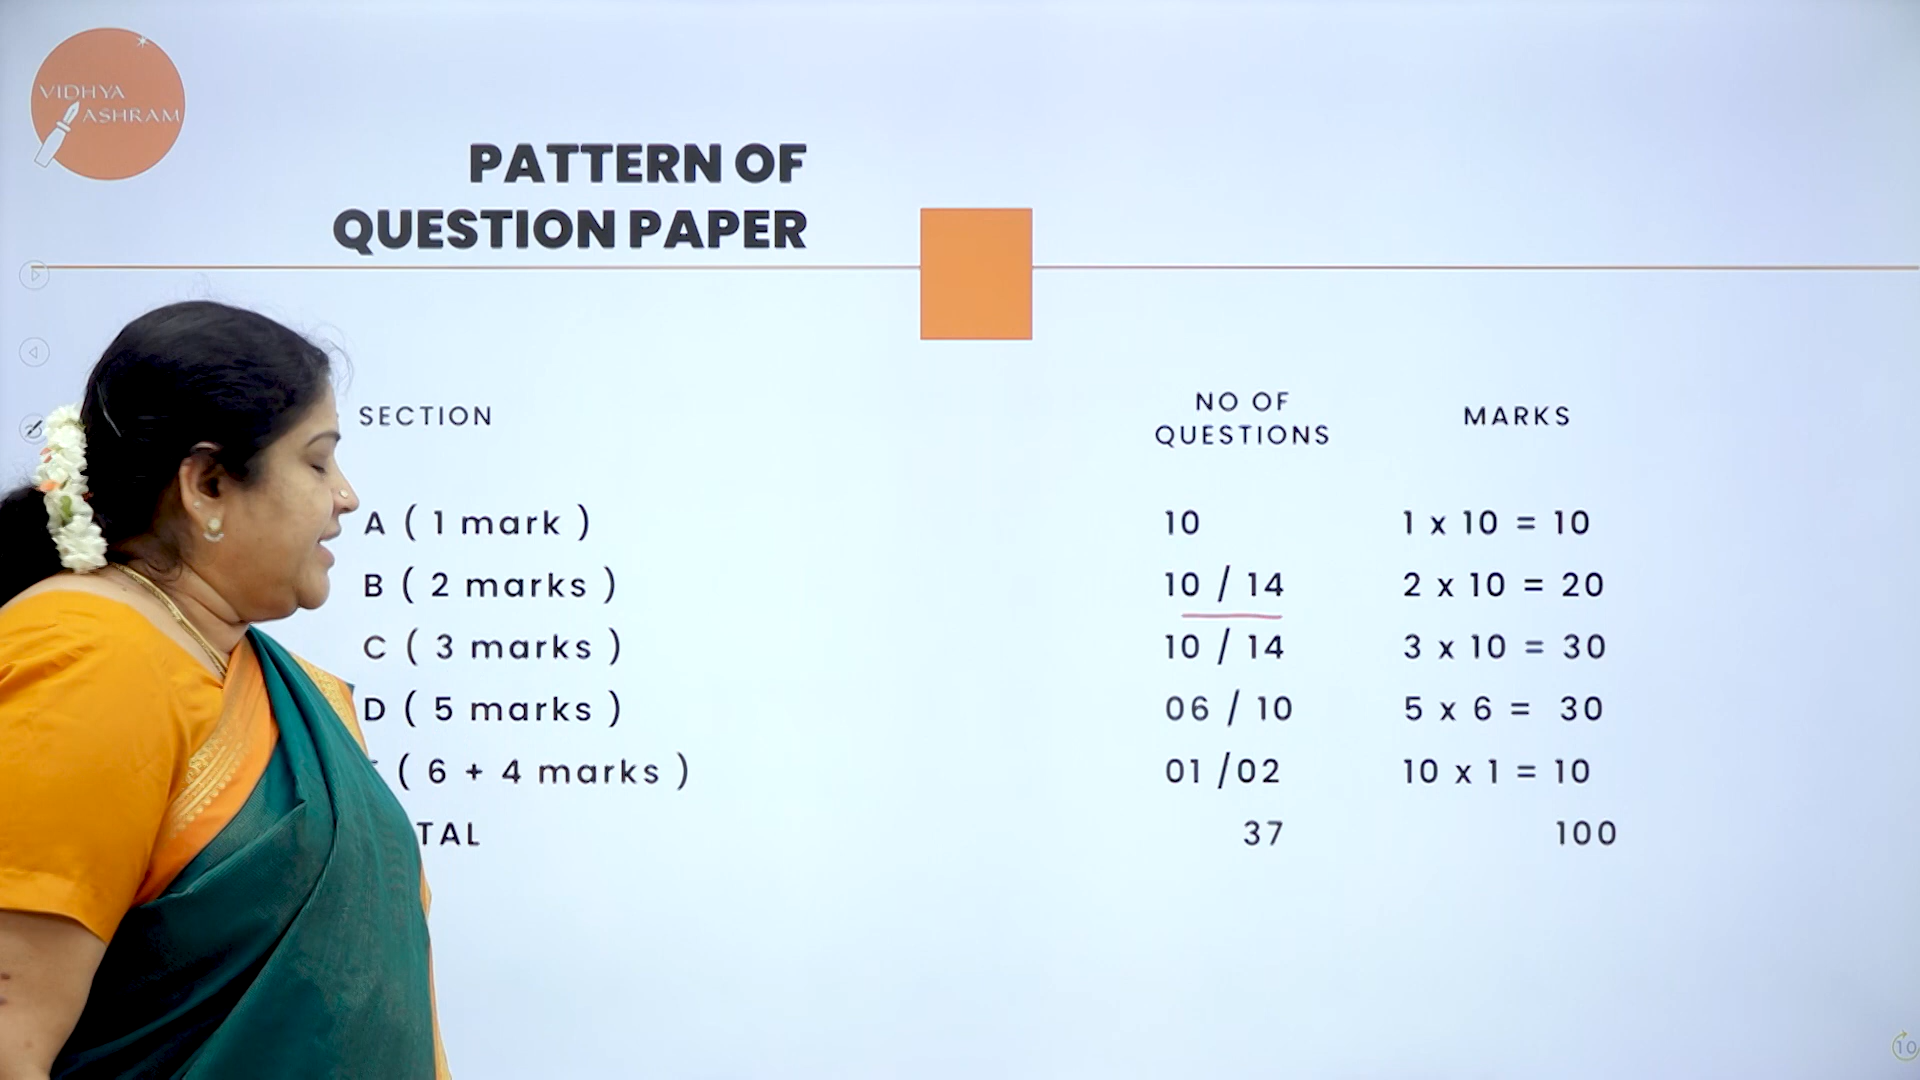 VIDHYA
ASHRAM
PATTERN OF
QUESTION PAPER
SECTION
NO OF
QUESTIONS
MARKS
A ( 1 mark ) 10 1 x 10 = 10
B ( 2 marks ) 10 / 14 2 x 10 = 20
C ( 3 marks ) 10 / 14 3 x 10 = 30
D ( 5 marks ) 06 / 10 5 x 6 = 30
( 6 + 4 marks ) 01 /02 10 x 1 = 10
TAL 37 100
10